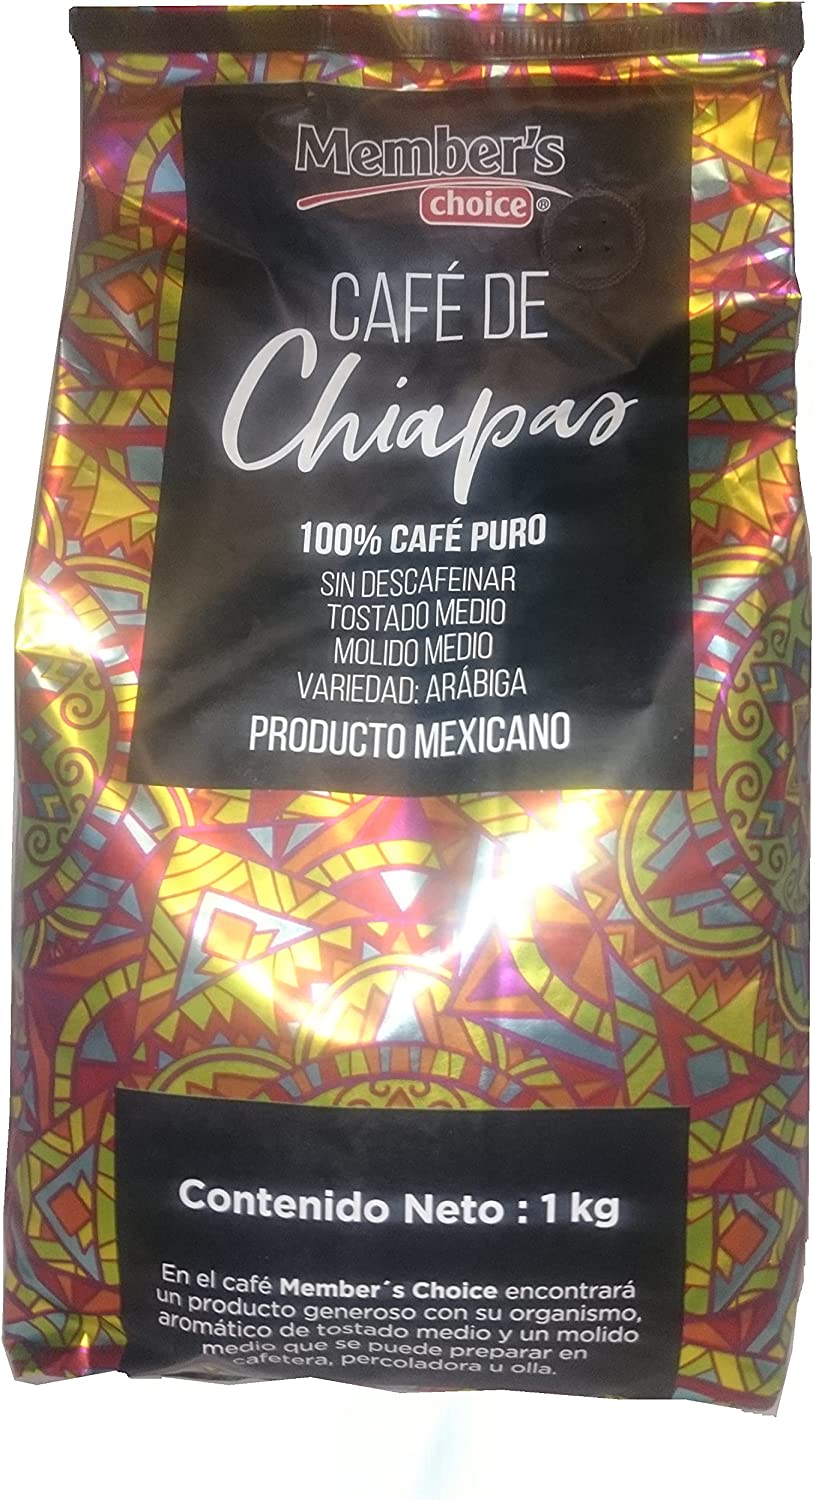 Member's
choice®
CAFÉ DE
Chiapas
100% CAFÉ PURO
SIN DESCAFEINAR
TOSTADO MEDIO
MOLIDO MEDIO
VARIEDAD: ARÁBIGA
PRODUCTO MEXICANO
Contenido Neto : 1 kg
En el café Member´s Choice encontrará
un producto generoso con su organismo,
aromático de tostado medio y un molido
medio que se puede preparar en
cafetera, percoladora u olla.